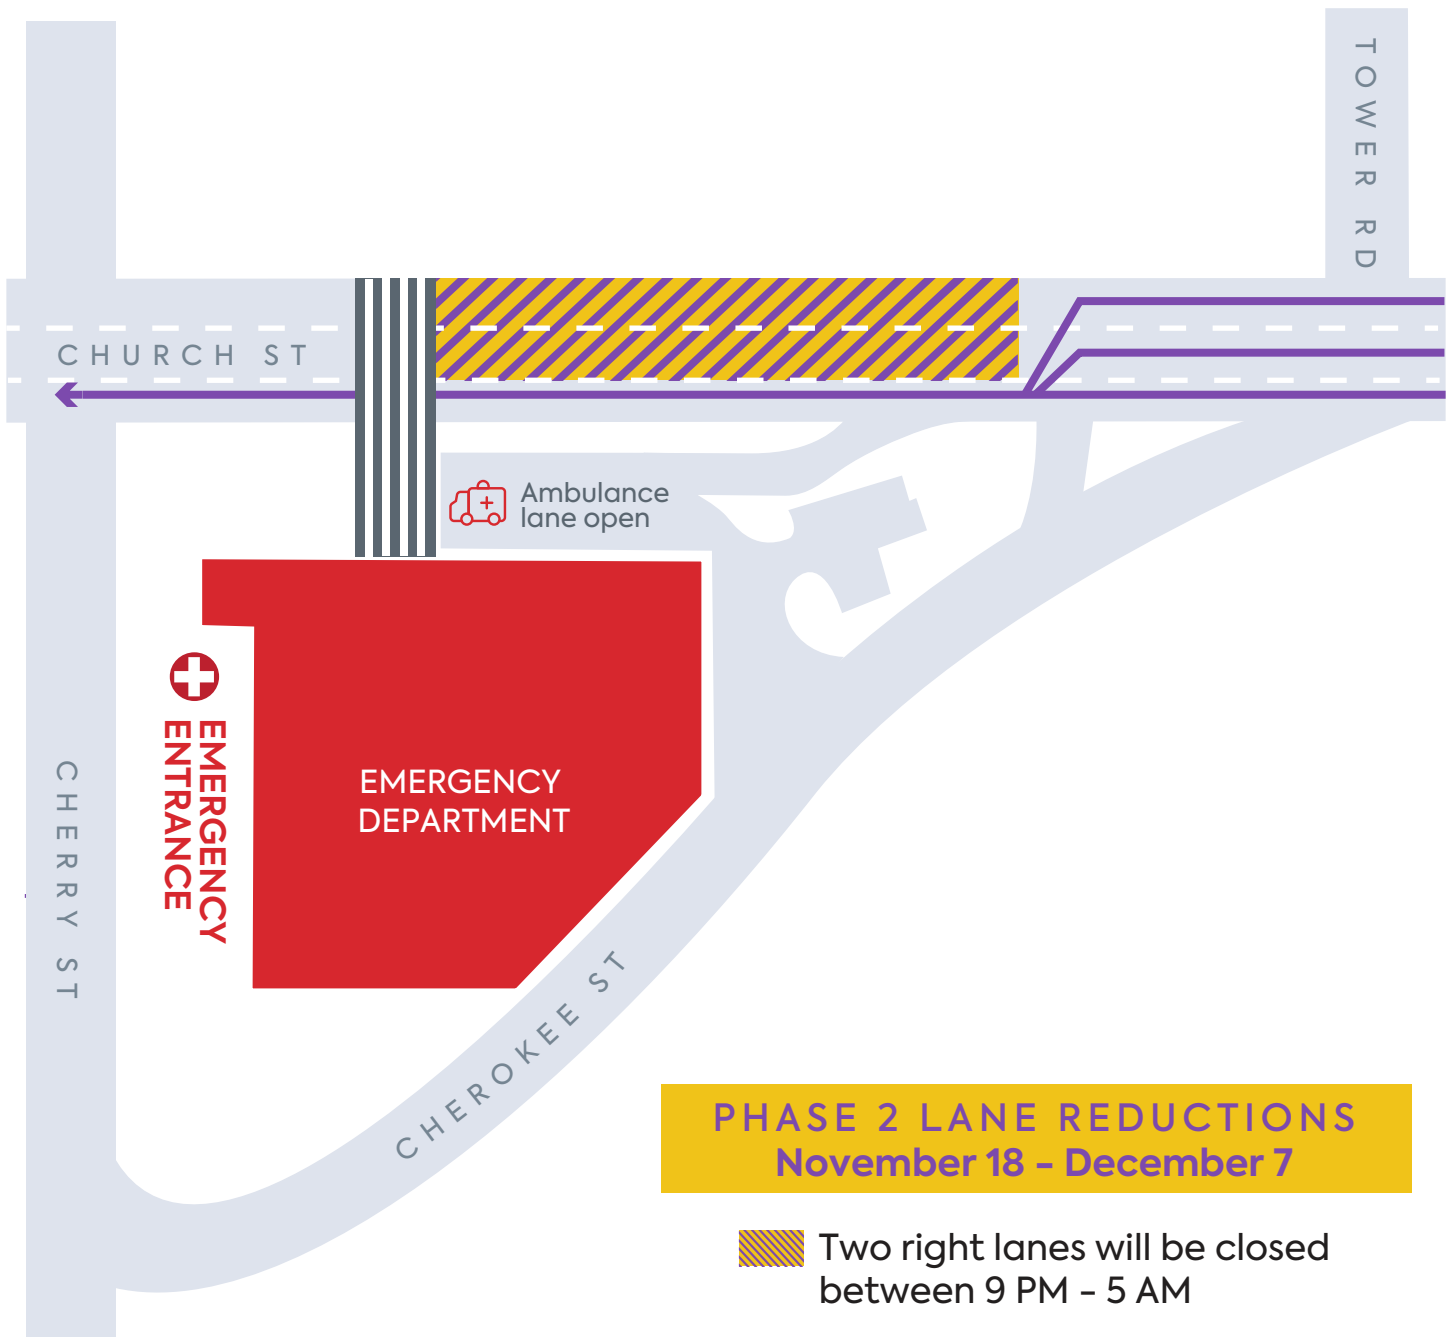 TOWER RD
CHURCH ST
Ambulance
lane open
EMERGENCY
ENTRANCE
EMERGENCY
DEPARTMENT
CHERRY ST
CHEROKEE ST
PHASE 2 LANE REDUCTIONS
November 18 - December 7
Two right lanes will be closed
between 9 PM - 5 AM